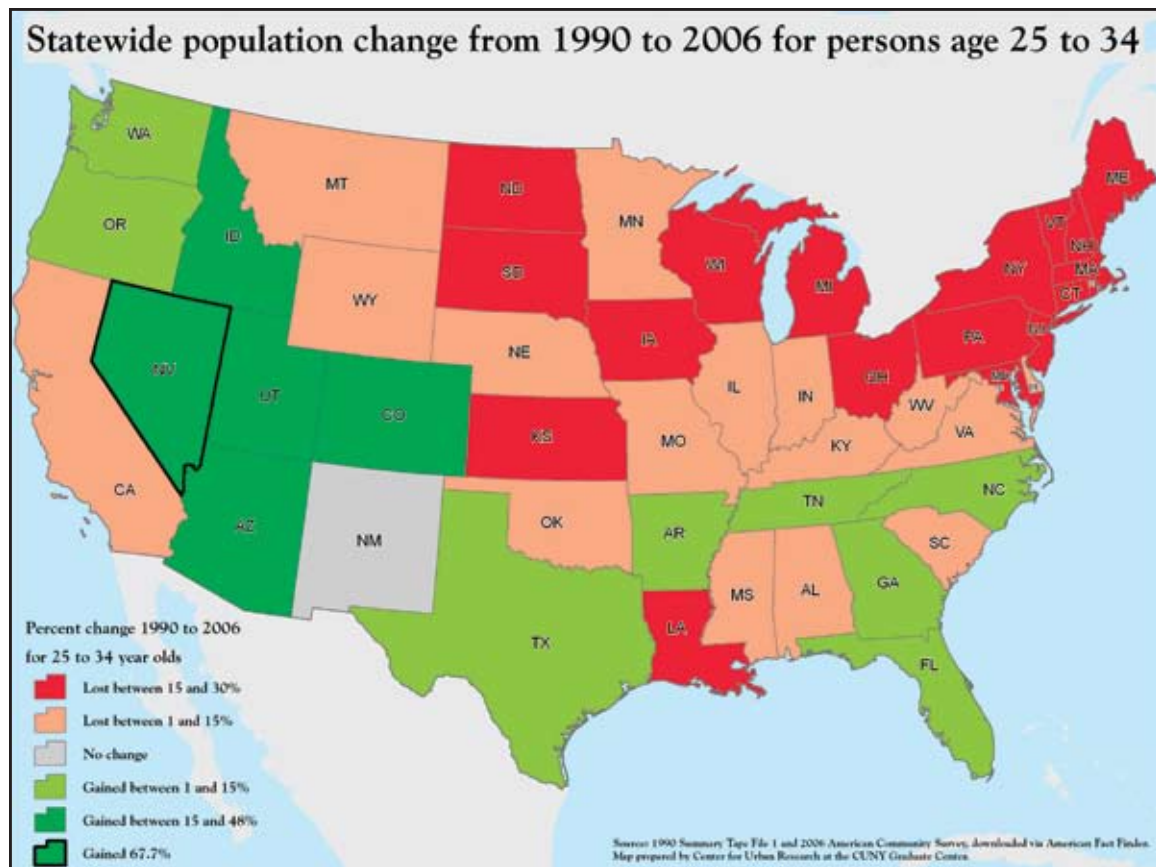 Statewide population change from 1990 to 2006 for persons age 25 to 34
WA
MT
ND
MN
ME
OR
ID
VT
NH
SD
WI
NY
MA
WY
MI
CT
IA
PA
NE
NV
OH
IL
IN
UT
CO
WV
VA
KS
MO
KY
CA
NC
TN
OK
AR
AZ
NM
SC
MS
AL
GA
LA
TX
FL
Percent change 1990 to 2006
for 25 to 34 year olds
Lost between 15 and 30%
Lost between 1 and 15%
No change
Gained between 1 and 15%
Gained between 15 and 48%
Gained 67.7%
Source: 1990 Summary Tape File 1 and 2006 American Community Survey, downloaded via American Fact Finder.
Map prepared by Center for Urban Research at the CUNY Graduate Center.